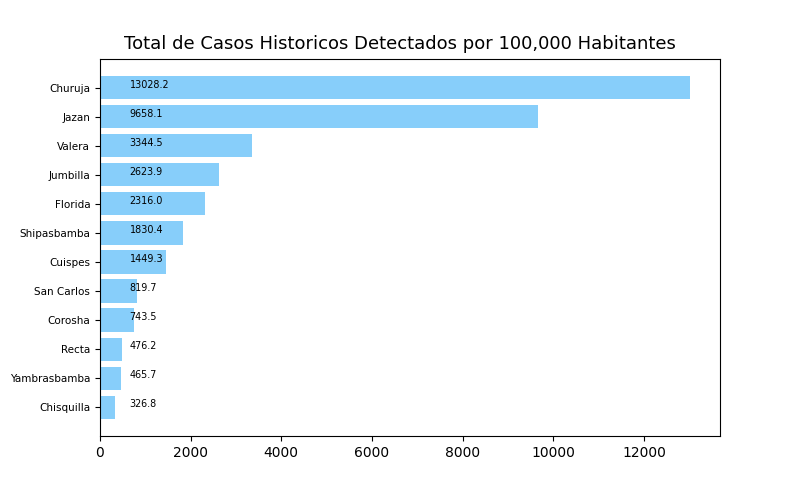 Total de Casos Historicos Detectados por 100,000 Habitantes
Churuja 13028.2
Jazan 9658.1
Valera 3344.5
Jumbilla 2623.9
Florida 2316.0
Shipasbamba 1830.4
Cuispes 1449.3
San Carlos 819.7
Corosha 743.5
Recta 476.2
Yambrasbamba 465.7
Chisquilla 326.8
0 2000 4000 6000 8000 10000 12000